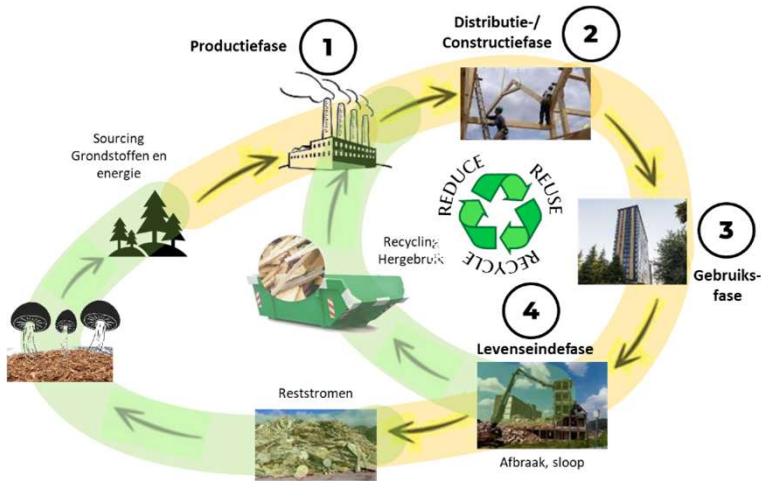 Productiefase
1
Distributie-/
Constructiefase
2
Sourcing
Grondstoffen en
energie
REDUCE
REUSE
RECYCLE
Recycling
Hergebruik
3
Gebruiks-
fase
4
Levenseindefase
Reststromen
Afbraak, sloop